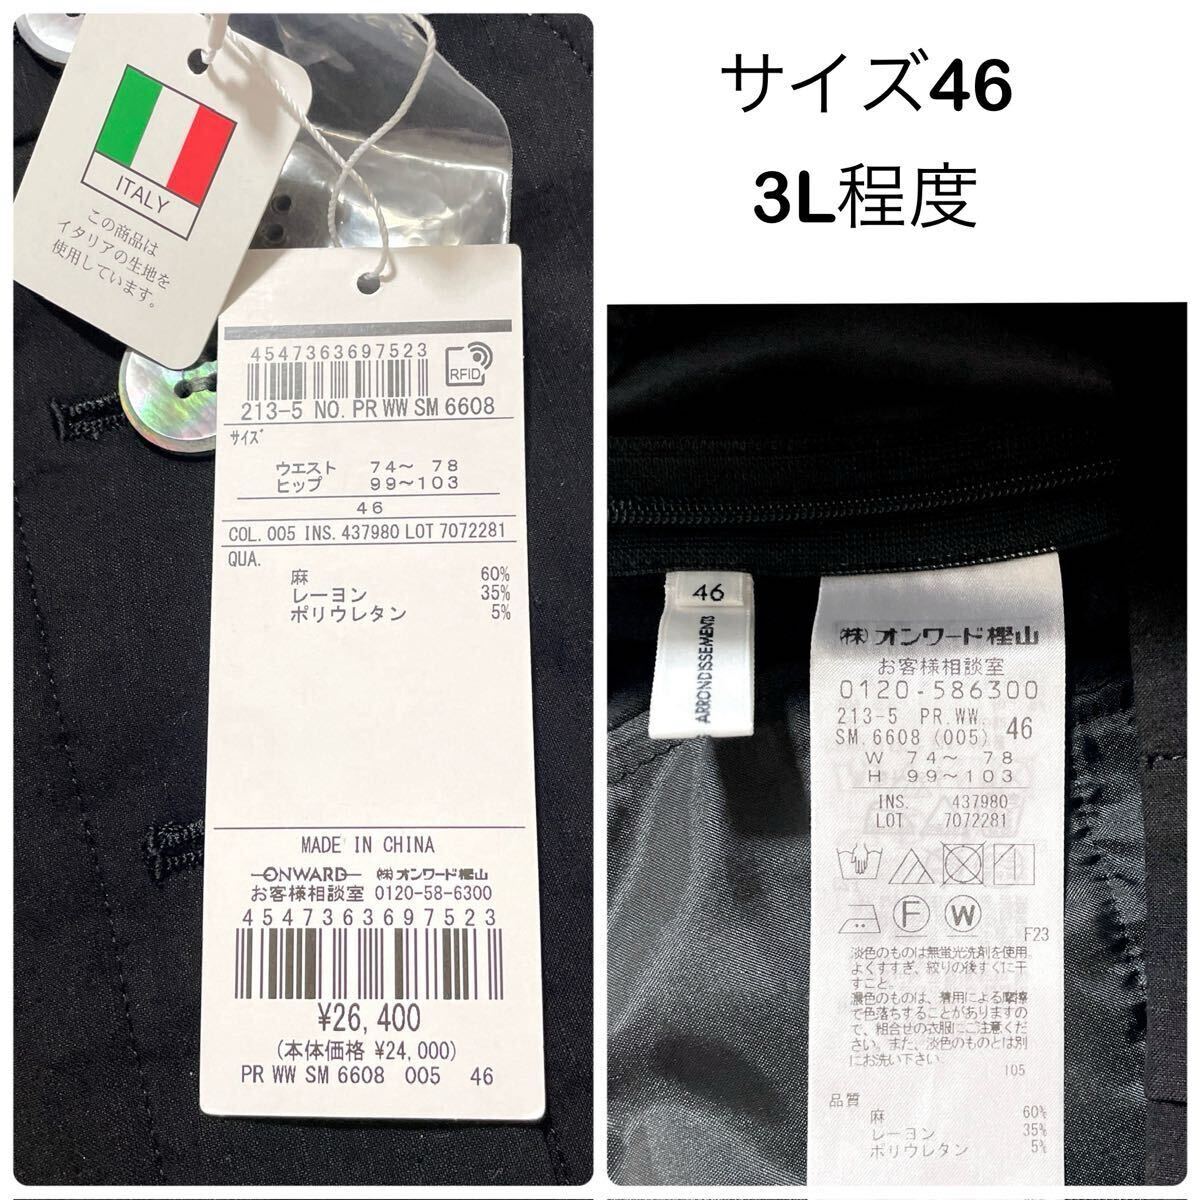 サイズ46
3L程度
ITALY
この商品は
イタリアの生地を
使用しています。
4547363697523
RFID
213-5 NO. PR WW SM 6608
ｻｲｽﾞ
ウエスト 74〜 78
ヒップ 99〜103
46
COL. 005 INS. 437980 LOT 7072281
QUA.
麻 60%
レーヨン 35%
ポリウレタン 5%
MADE IN CHINA
ONWARD ㈱オンワード樫山
お客様相談室 0120-58-6300
4547363697523
¥26,400
(本体価格 ¥24,000)
PR WW SM 6608 005 46
46
ARRONDISSEMENT
㈱オンワード樫山
お客様相談室
0120-586300
213-5 PR.WW.
SM.6608 (005) 46
W 74〜 78
H 99〜103
INS. 437980
LOT 7072281
F W
F23
淡色のものは無蛍光洗剤を使用
よくすすぎ、絞りの後すぐに干
すこと。
濃色のものは、着用による摩擦
で色落ちすることがありますの
で、組合せの衣服にご注意くだ
さい。また、淡色のものとは別
にお洗い下さい。
105
品質
麻 60%
レーヨン 35%
ポリウレタン 5%